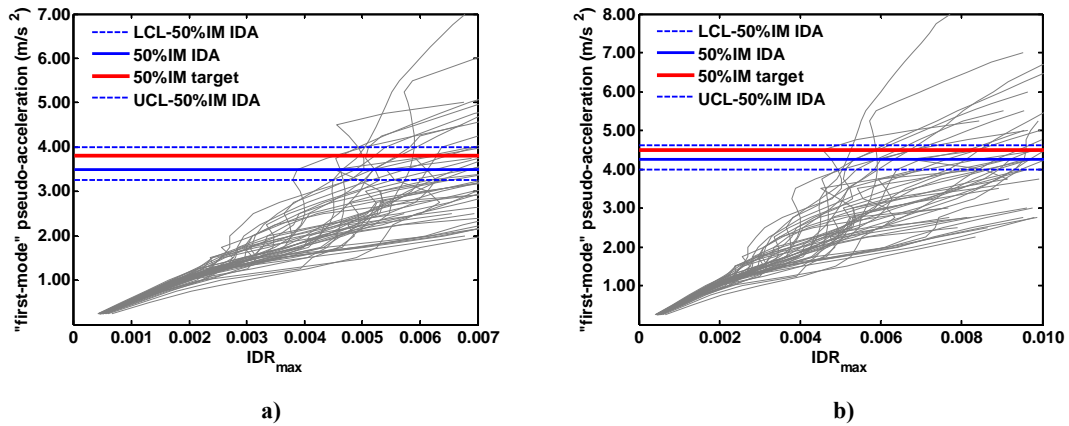 7.00
6.00
5.00
4.00
3.00
2.00
1.00
"first-mode" pseudo-acceleration (m/s 2)
LCL-50%IM IDA
50%IM IDA
50%IM target
UCL-50%IM IDA
0 0.001 0.002 0.003 0.004 0.005 0.006 0.007
IDRmax
a)
8.00
7.00
6.00
5.00
4.00
3.00
2.00
1.00
"first-mode" pseudo-acceleration (m/s 2)
LCL-50%IM IDA
50%IM IDA
50%IM target
UCL-50%IM IDA
0 0.002 0.004 0.006 0.008 0.010
IDRmax
b)